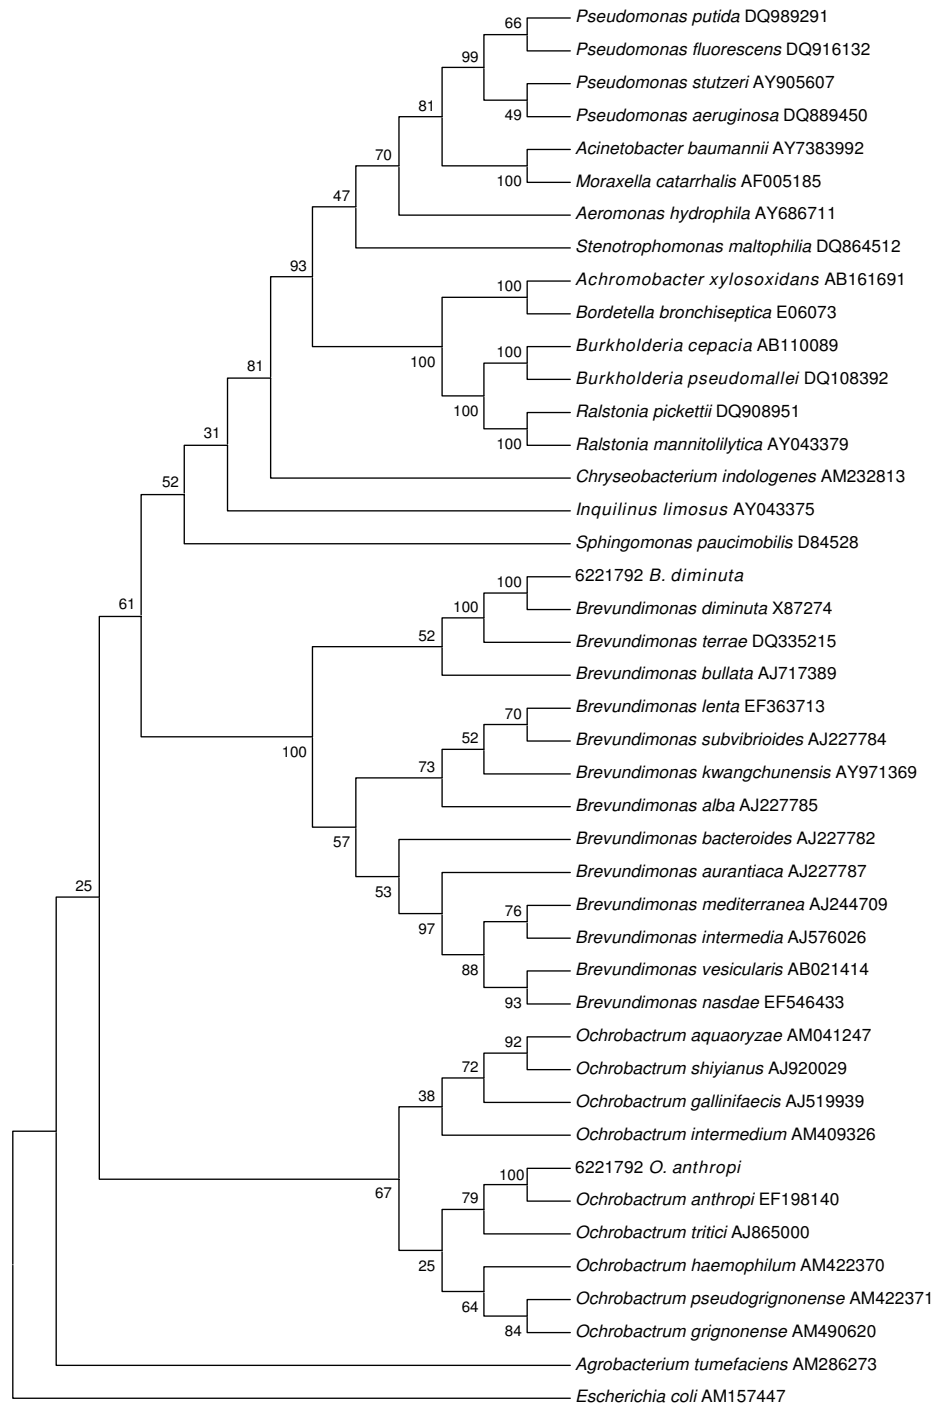 66
Pseudomonas putida DQ989291
Pseudomonas fluorescens DQ916132
99
Pseudomonas stutzeri AY905607
49
Pseudomonas aeruginosa DQ889450
81
Acinetobacter baumannii AY7383992
70
100
Moraxella catarrhalis AF005185
47
Aeromonas hydrophila AY686711
Stenotrophomonas maltophilia DQ864512
93
100
Achromobacter xylosoxidans AB161691
Bordetella bronchiseptica E06073
100
100
Burkholderia cepacia AB110089
81
Burkholderia pseudomallei DQ108392
100
Ralstonia pickettii DQ908951
31
100
Ralstonia mannitolilytica AY043379
52
Chryseobacterium indologenes AM232813
Inquilinus limosus AY043375
Sphingomonas paucimobilis D84528
100
6221792 B. diminuta
61
100
Brevundimonas diminuta X87274
52
Brevundimonas terrae DQ335215
Brevundimonas bullata AJ717389
70
Brevundimonas lenta EF363713
100
52
Brevundimonas subvibrioides AJ227784
73
Brevundimonas kwangchunensis AY971369
Brevundimonas alba AJ227785
57
Brevundimonas bacteroides AJ227782
53
Brevundimonas aurantiaca AJ227787
25
76
Brevundimonas mediterranea AJ244709
97
Brevundimonas intermedia AJ576026
88
Brevundimonas vesicularis AB021414
93
Brevundimonas nasdae EF546433
92
Ochrobactrum aquaoryzae AM041247
72
Ochrobactrum shiyianus AJ920029
38
Ochrobactrum gallinifaecis AJ519939
Ochrobactrum intermedium AM409326
100
6221792 O. anthropi
67
79
Ochrobactrum anthropi EF198140
Ochrobactrum tritici AJ865000
25
Ochrobactrum haemophilum AM422370
64
Ochrobactrum pseudogrignonense AM422371
84
Ochrobactrum grignonense AM490620
Agrobacterium tumefaciens AM286273
Escherichia coli AM157447